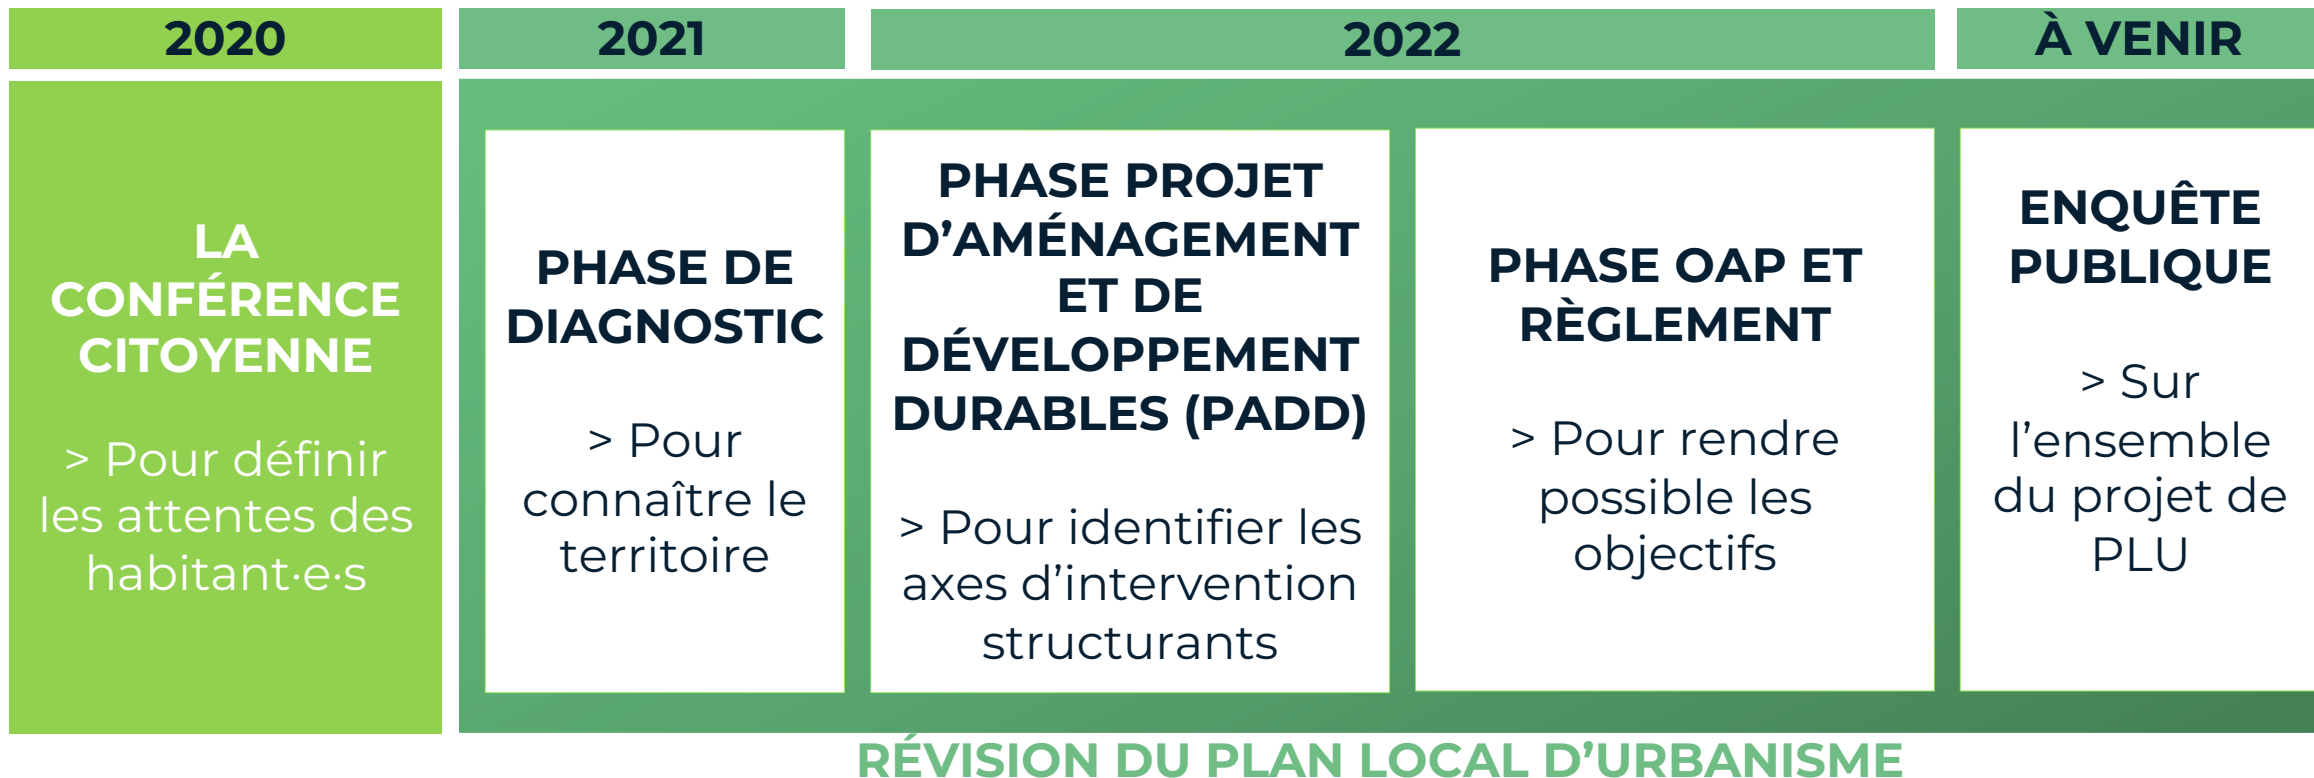 2020
LA
CONFÉRENCE
CITOYENNE
> Pour définir
les attentes des
habitant·e·s
2021
PHASE DE
DIAGNOSTIC
> Pour
connaître le
territoire
2022
PHASE PROJET
D’AMÉNAGEMENT
ET DE
DÉVELOPPEMENT
DURABLES (PADD)
> Pour identifier les
axes d’intervention
structurants
PHASE OAP ET
RÈGLEMENT
> Pour rendre
possible les
objectifs
À VENIR
ENQUÊTE
PUBLIQUE
> Sur
l’ensemble
du projet de
PLU
RÉVISION DU PLAN LOCAL D’URBANISME